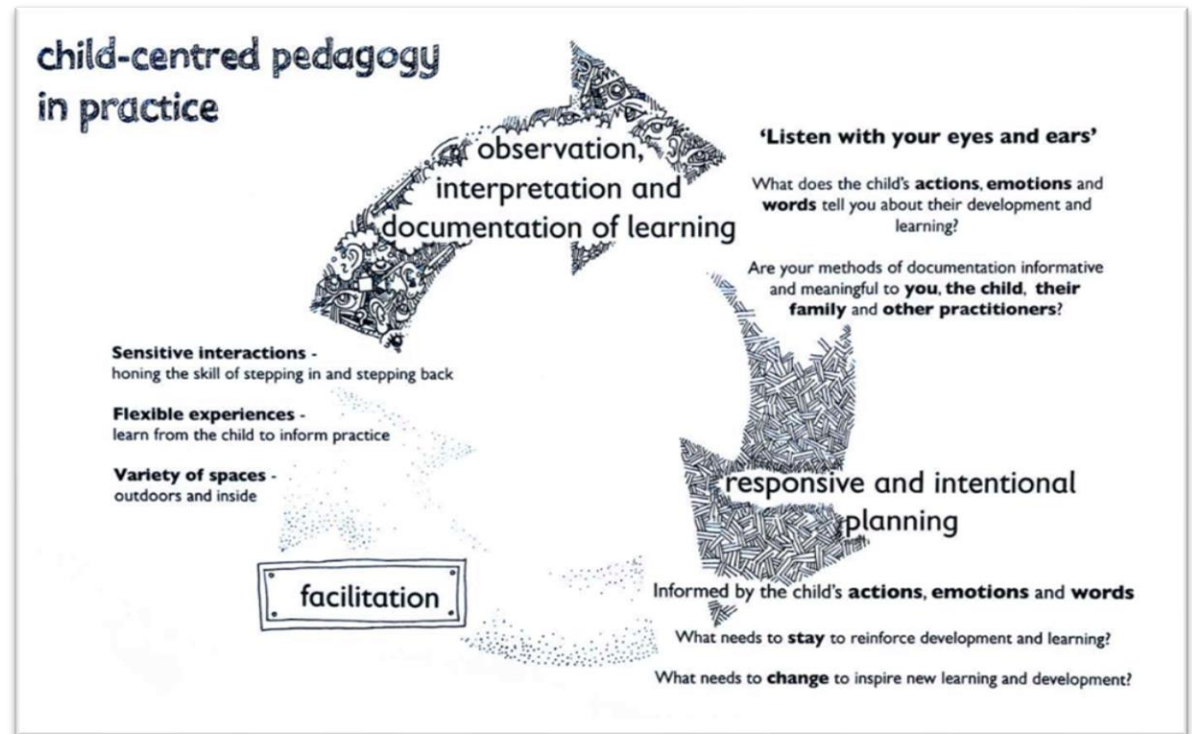 child-centred pedagogy
in practice
observation,
interpretation and
documentation of learning
'Listen with your eyes and ears'
What does the child's actions, emotions and
words tell you about their development and
learning?
Are your methods of documentation informative
and meaningful to you, the child, their
family and other practitioners?
responsive and intentional
planning
Informed by the child's actions, emotions and words
What needs to stay to reinforce development and learning?
What needs to change to inspire new learning and development?
facilitation
Sensitive interactions -
honing the skill of stepping in and stepping back
Flexible experiences -
learn from the child to inform practice
Variety of spaces -
outdoors and inside